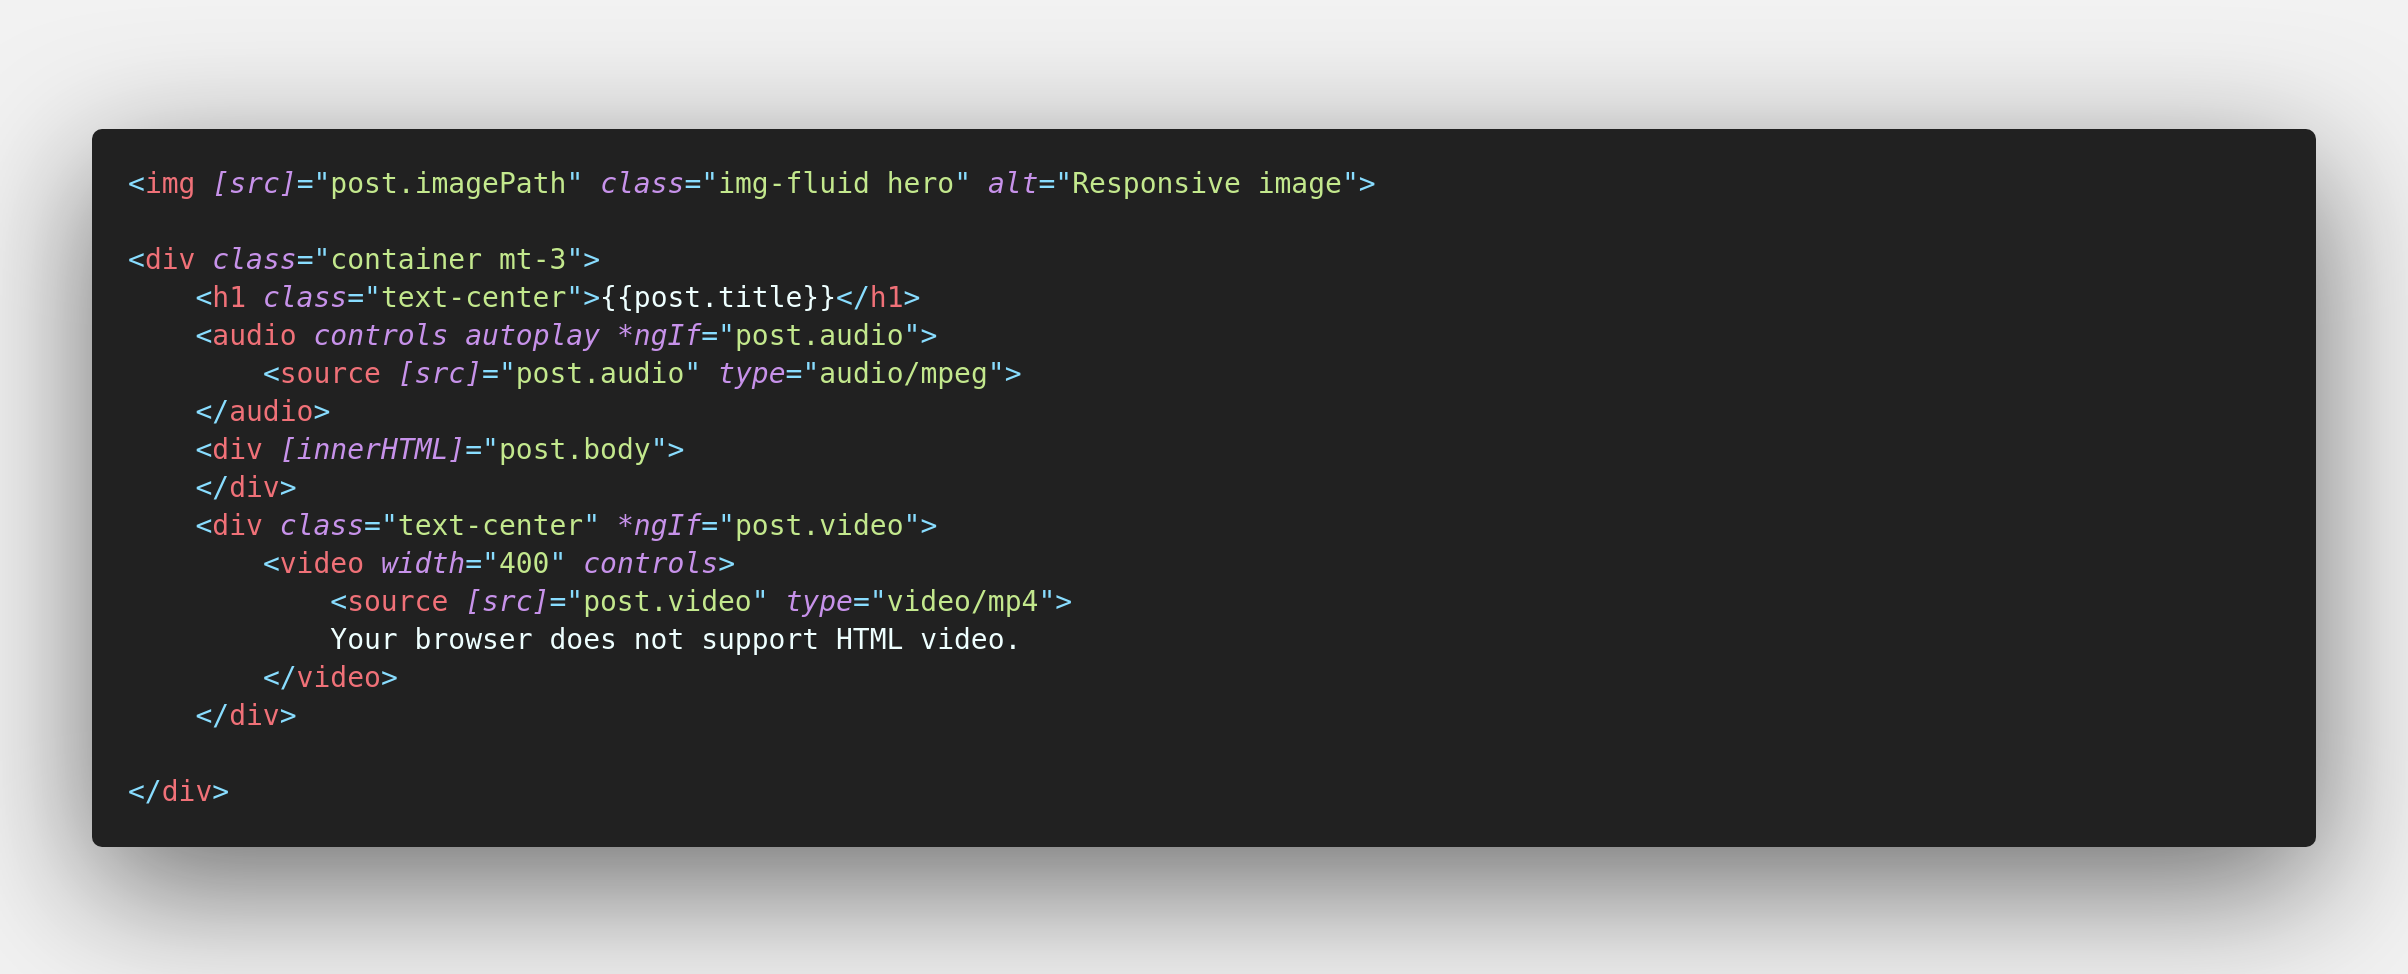 <img [src]="post.imagePath" class="img-fluid hero" alt="Responsive image">
<div class="container mt-3">
<h1 class="text-center">{{post.title}}</h1>
<audio controls autoplay *ngIf="post.audio">
<source [src]="post.audio" type="audio/mpeg">
</audio>
<div [innerHTML]="post.body">
</div>
<div class="text-center" *ngIf="post.video">
<video width="400" controls>
<source [src]="post.video" type="video/mp4">
Your browser does not support HTML video.
</video>
</div>
</div>